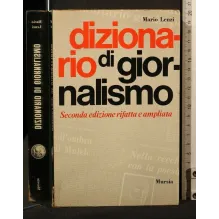 Mario Lenzi
diziona-
rio di gior-
nalismo
Seconda edizione rifatta e ampliata
Mursia
DIZIONARIO DI GIORNALISMO